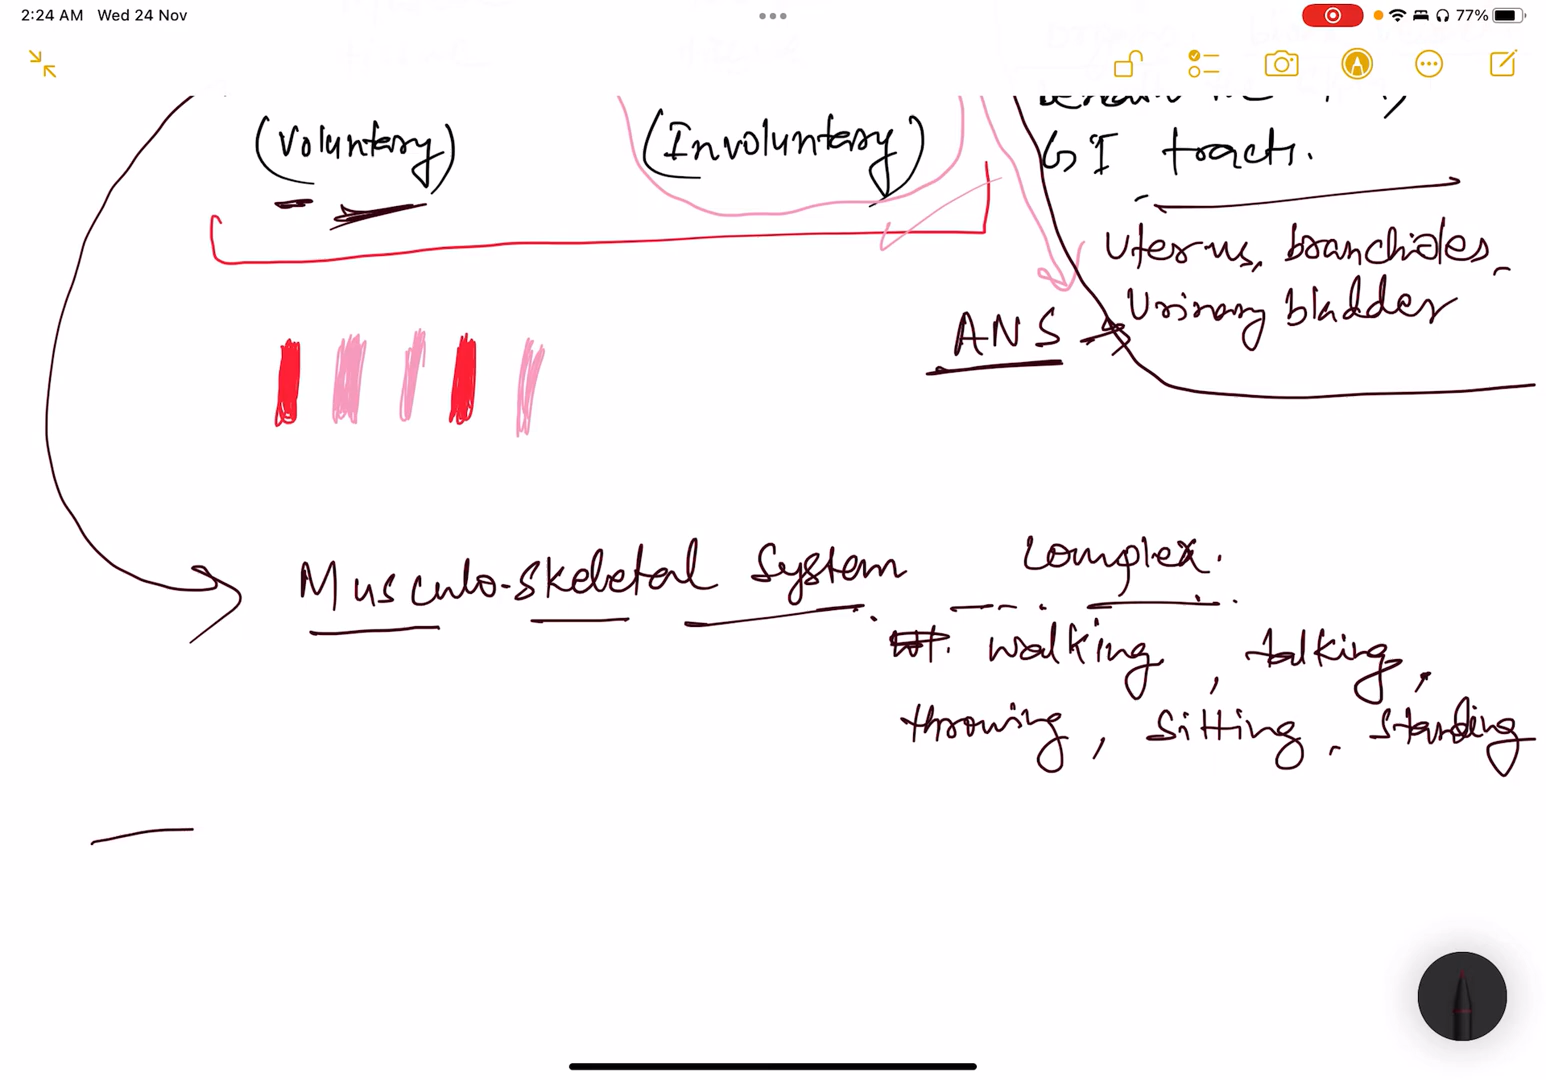 2:24 AM Wed 24 Nov
77%
(Voluntary)
(Involuntary)
GI tracts.
Uterus, branchioles,
Urinary bladder
ANS →
Musculo-skeletal System Complex.
walking, talking,
throwing, Sitting, Standing